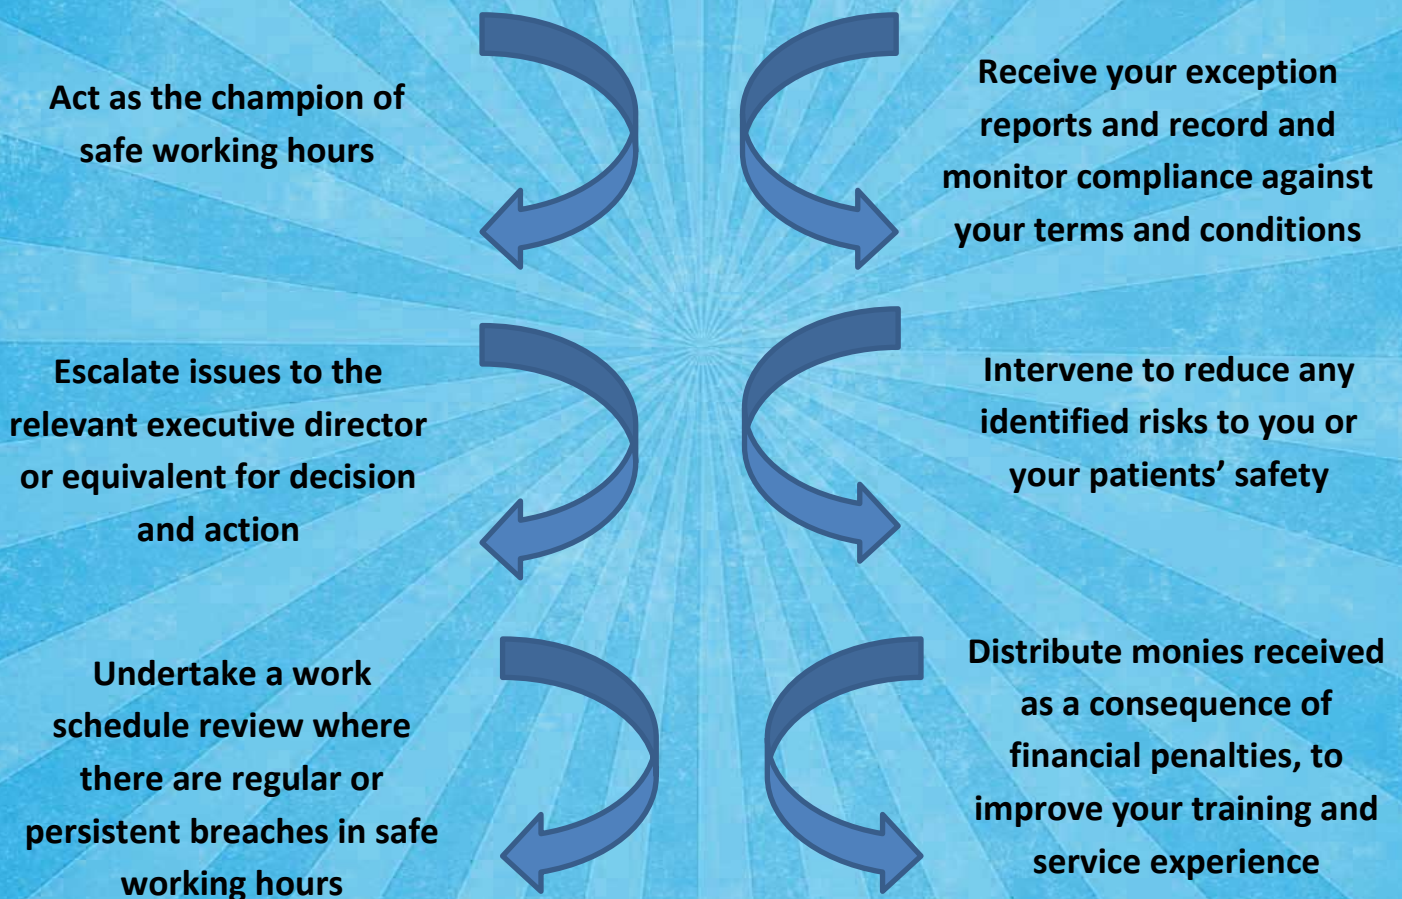 Act as the champion of
safe working hours
Receive your exception
reports and record and
monitor compliance against
your terms and conditions
Escalate issues to the
relevant executive director
or equivalent for decision
and action
Intervene to reduce any
identified risks to you or
your patients’ safety
Undertake a work
schedule review where
there are regular or
persistent breaches in safe
working hours
Distribute monies received
as a consequence of
financial penalties, to
improve your training and
service experience